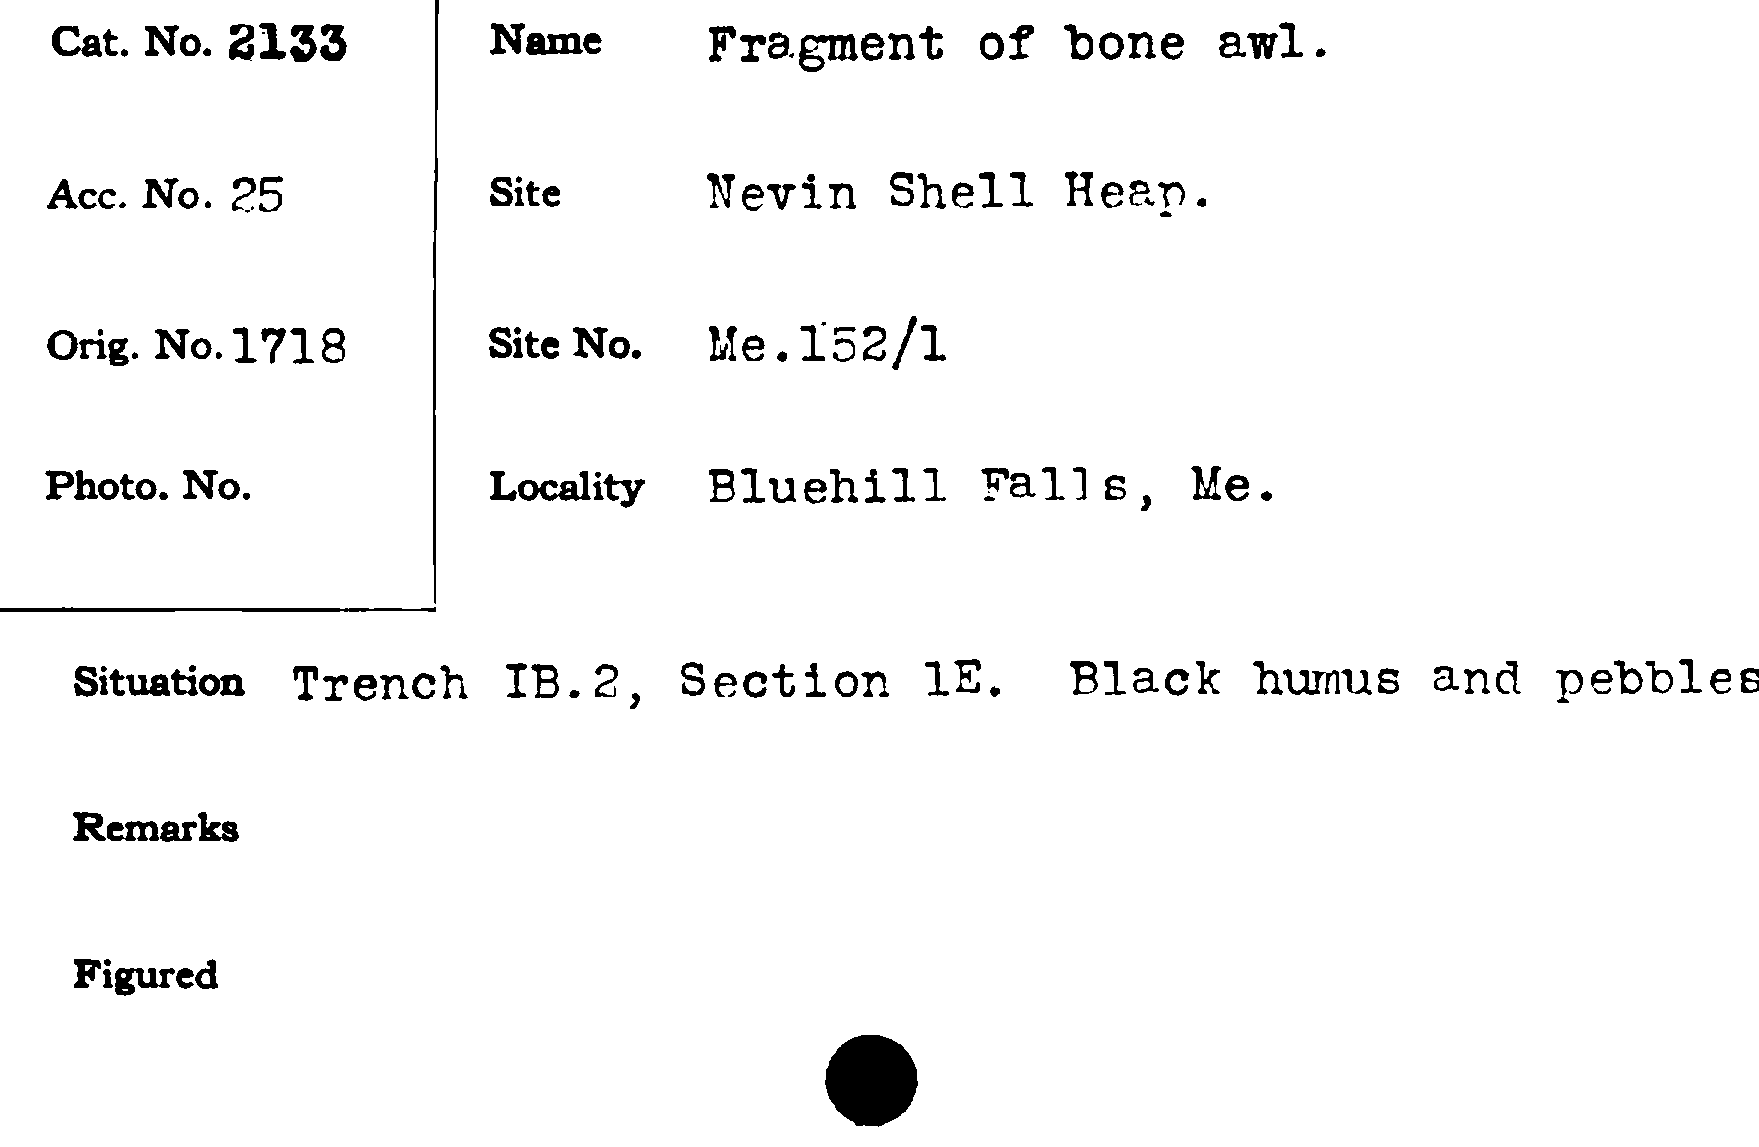 Cat. No. 2133
Name Fragment of bone awl.
Acc. No. 25
Site Nevin Shell Heap.
Orig. No. 1718
Site No. Me.152/1
Photo. No.
Locality Bluehill Falls, Me.
Situation Trench IB.2, Section 1E. Black humus and pebbles
Remarks
Figured